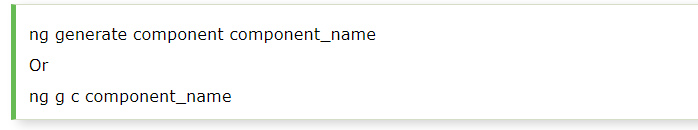 ng generate component component_name
Or
ng g c component_name